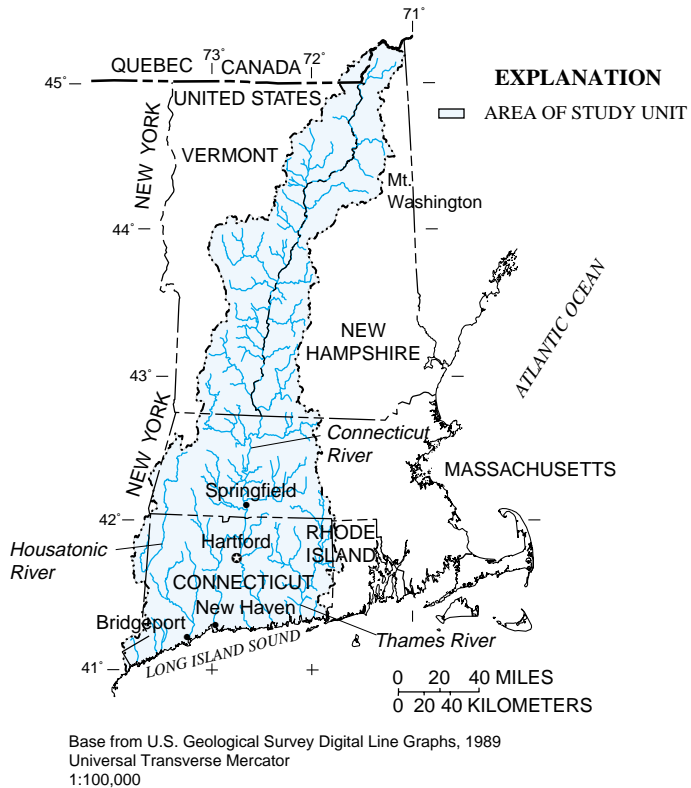 71°
73°
72°
QUEBEC
CANADA
45°
UNITED STATES
EXPLANATION
AREA OF STUDY UNIT
NEW YORK
VERMONT
Mt.
Washington
44°
ATLANTIC OCEAN
NEW
HAMPSHIRE
43°
NEW YORK
Connecticut
River
MASSACHUSETTS
Springfield
42°
RHODE
ISLAND
Hartford
Housatonic
River
CONNECTICUT
New Haven
Bridgeport
Thames River
LONG ISLAND SOUND
41°
0 20 40 MILES
0 20 40 KILOMETERS
Base from U.S. Geological Survey Digital Line Graphs, 1989
Universal Transverse Mercator
1:100,000